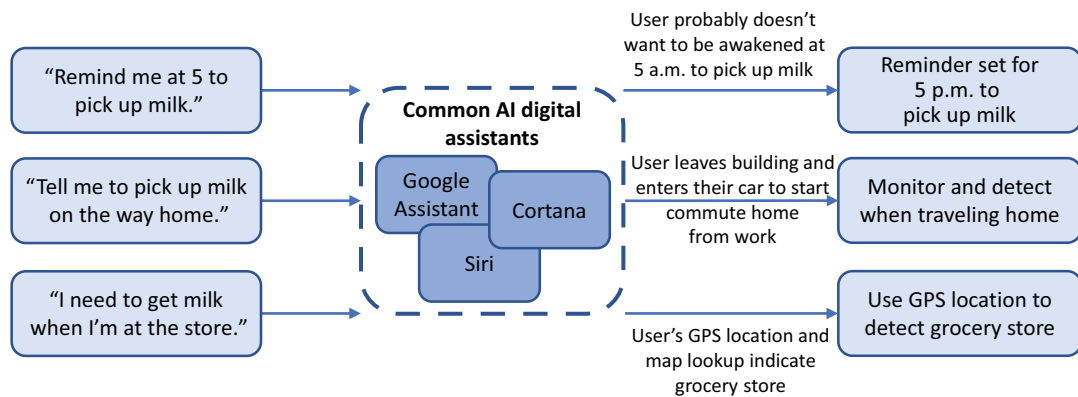 “Remind me at 5 to
pick up milk.”
“Tell me to pick up milk
on the way home.”
“I need to get milk
when I’m at the store.”
Common AI digital
assistants
Google
Assistant
Cortana
Siri
User probably doesn’t
want to be awakened at
5 a.m. to pick up milk
User leaves building and
enters their car to start
commute home
from work
User’s GPS location and
map lookup indicate
grocery store
Reminder set for
5 p.m. to
pick up milk
Monitor and detect
when traveling home
Use GPS location to
detect grocery store